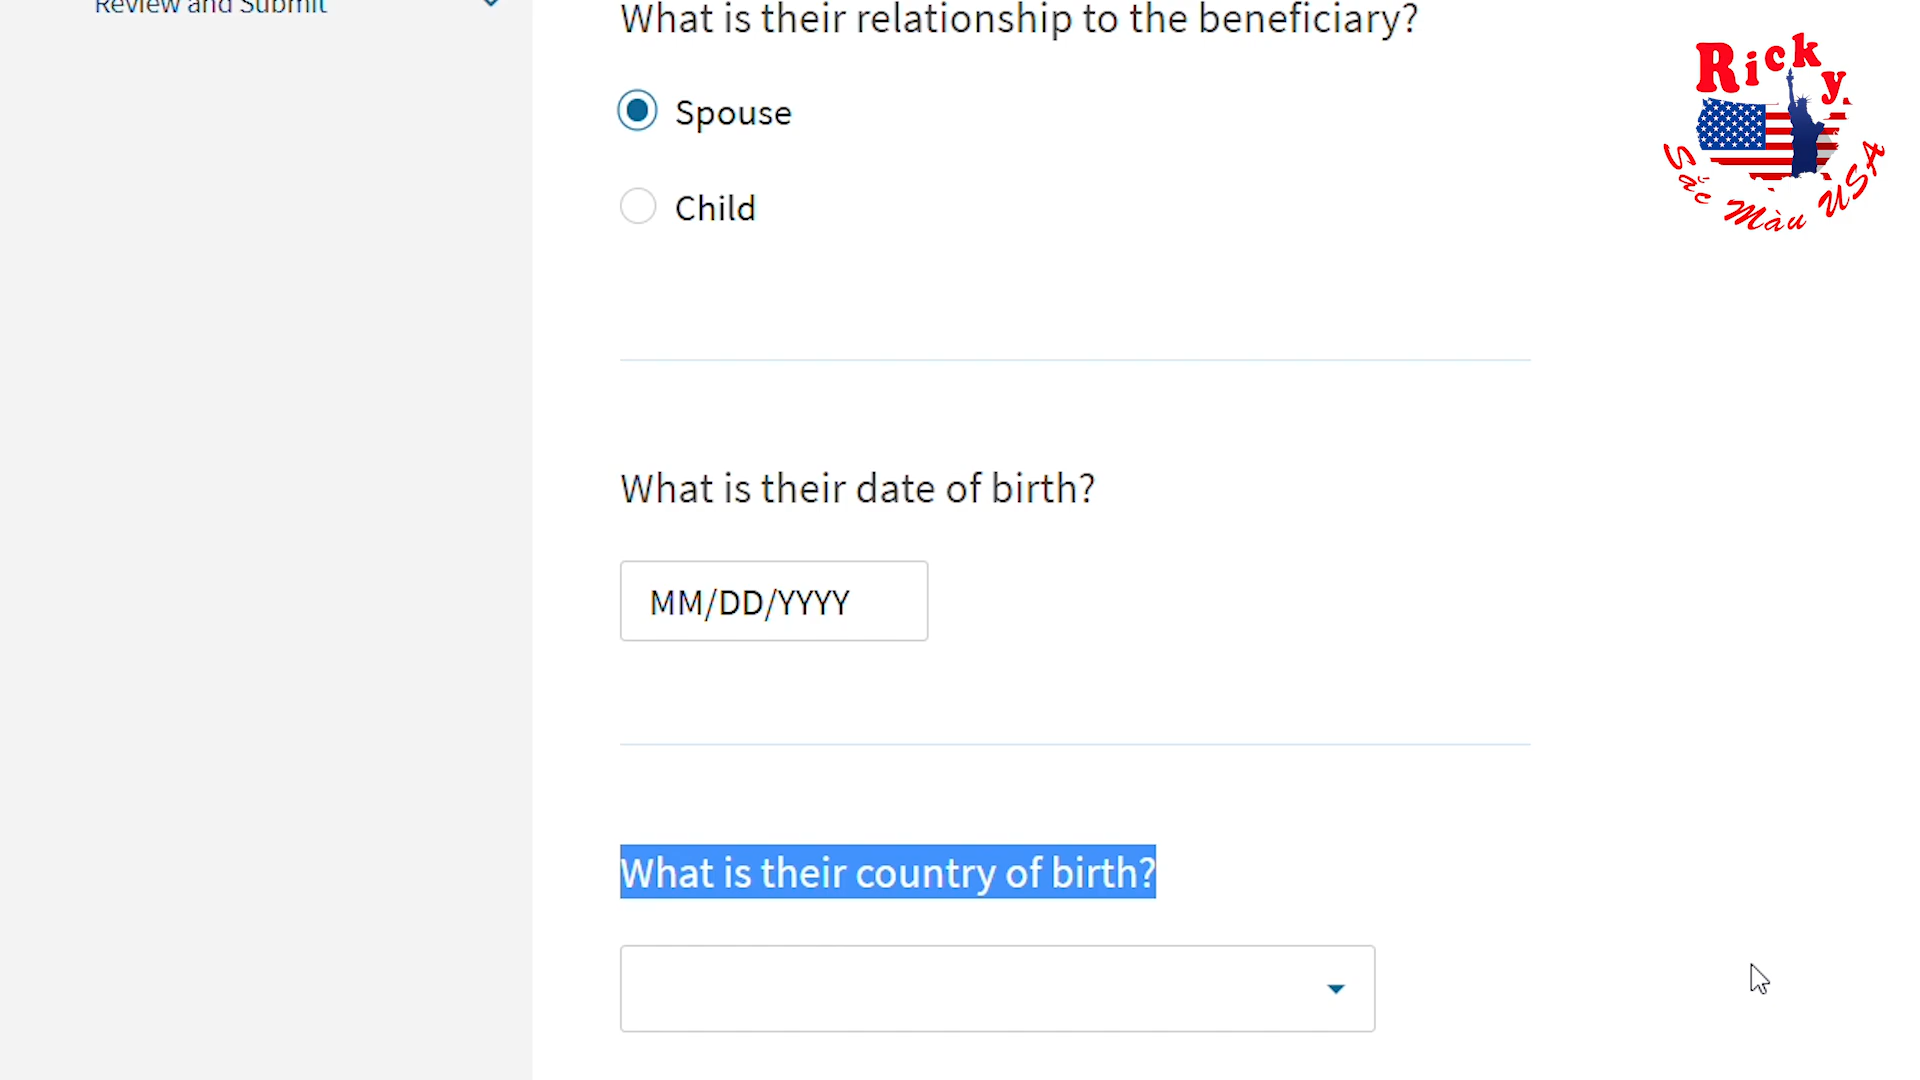 Review and Submit
What is their relationship to the beneficiary?
Spouse
Child
What is their date of birth?
MM/DD/YYYY
What is their country of birth?
Ricky
Sắc Màu USA